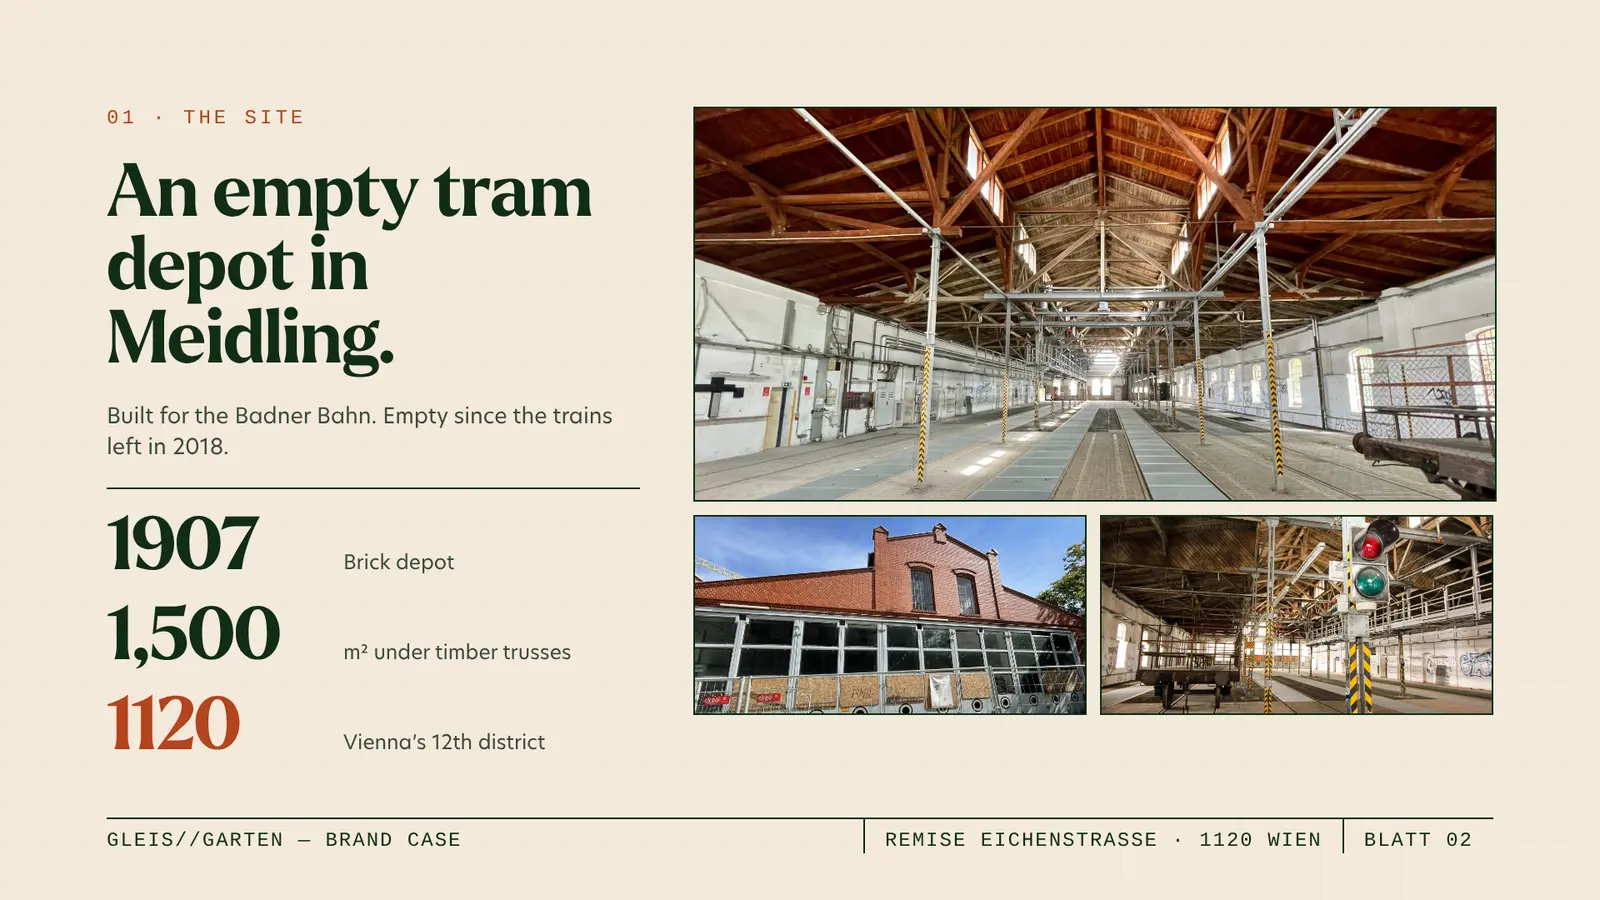 01 · THE SITE
An empty tram
depot in
Meidling.
Built for the Badner Bahn. Empty since the trains
left in 2018.
1907
Brick depot
1,500
m² under timber trusses
1120
Vienna's 12th district
GLEIS//GARTEN — BRAND CASE
REMISE EICHENSTRASSE · 1120 WIEN
BLATT 02